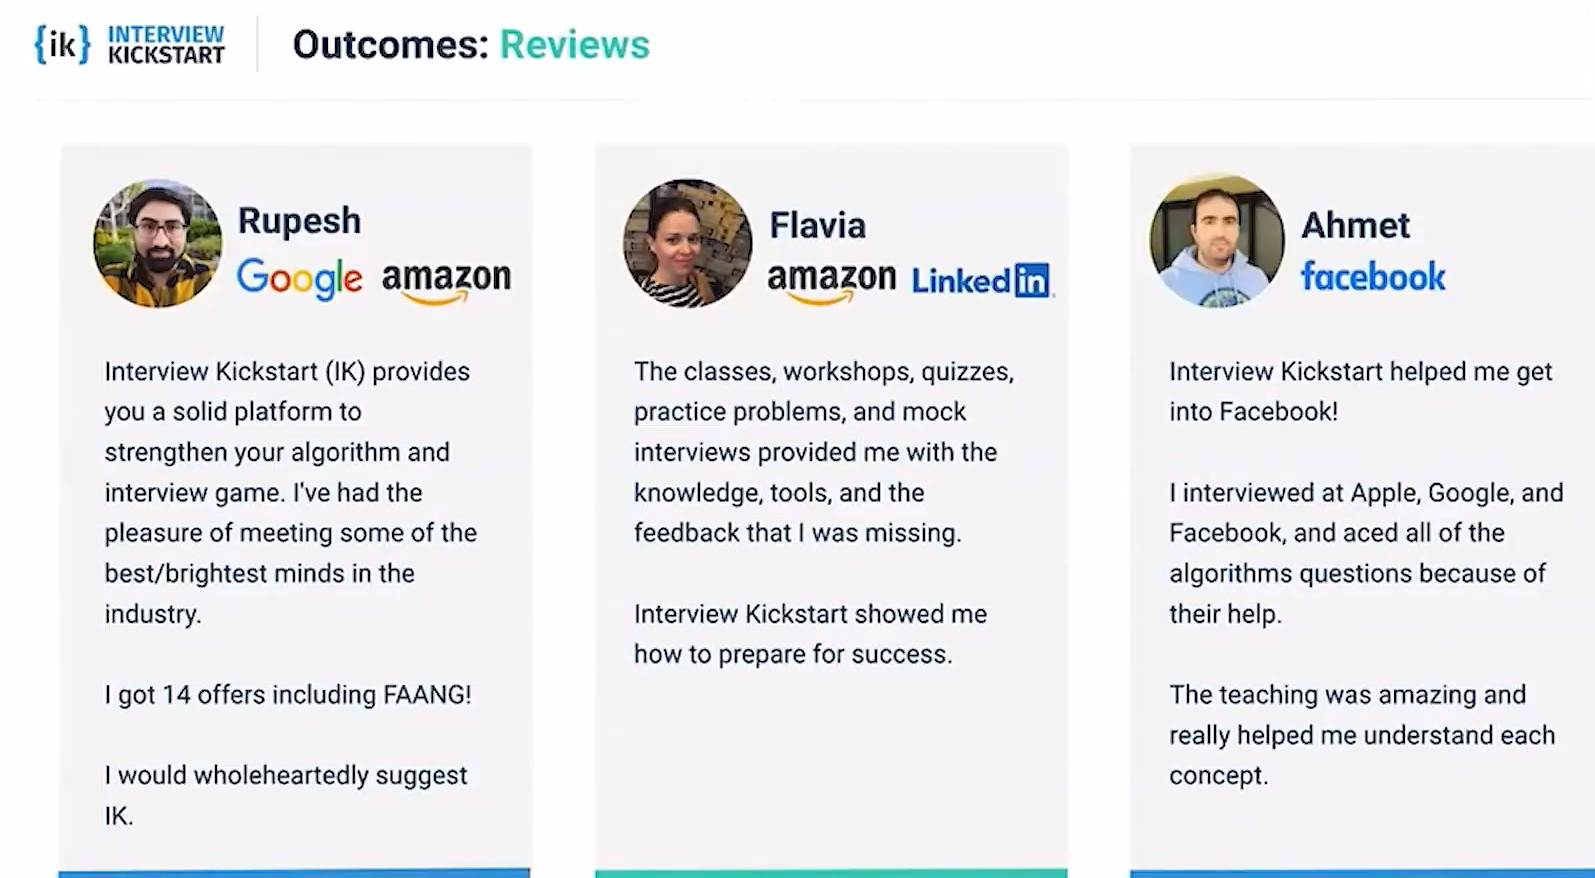 {ik} INTERVIEW
KICKSTART
Outcomes: Reviews
Rupesh
Google amazon
Interview Kickstart (IK) provides
you a solid platform to
strengthen your algorithm and
interview game. I've had the
pleasure of meeting some of the
best/brightest minds in the
industry.
I got 14 offers including FAANG!
I would wholeheartedly suggest
IK.
Flavia
amazon Linkedin
The classes, workshops, quizzes,
practice problems, and mock
interviews provided me with the
knowledge, tools, and the
feedback that I was missing.
Interview Kickstart showed me
how to prepare for success.
Ahmet
facebook
Interview Kickstart helped me get
into Facebook!
I interviewed at Apple, Google, and
Facebook, and aced all of the
algorithms questions because of
their help.
The teaching was amazing and
really helped me understand each
concept.